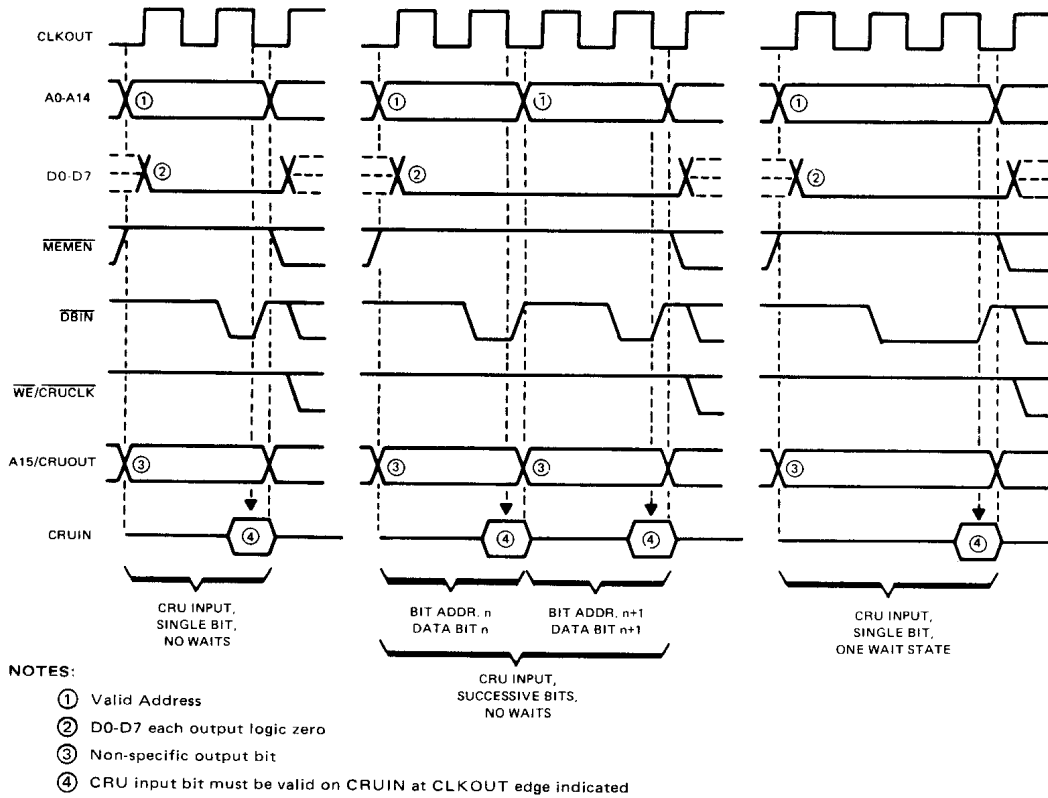 CLKOUT
A0-A14
① ① ① ①
D0-D7
② ② ②
MEMEN
DBIN
WE/CRUCLK
A15/CRUOUT
③ ③ ③ ③
CRUIN
④ ④ ④ ④
CRU INPUT,
SINGLE BIT,
NO WAITS
BIT ADDR. n
DATA BIT n
BIT ADDR. n+1
DATA BIT n+1
CRU INPUT,
SUCCESSIVE BITS,
NO WAITS
CRU INPUT,
SINGLE BIT,
ONE WAIT STATE
NOTES:
① Valid Address
② D0-D7 each output logic zero
③ Non-specific output bit
④ CRU input bit must be valid on CRUIN at CLKOUT edge indicated